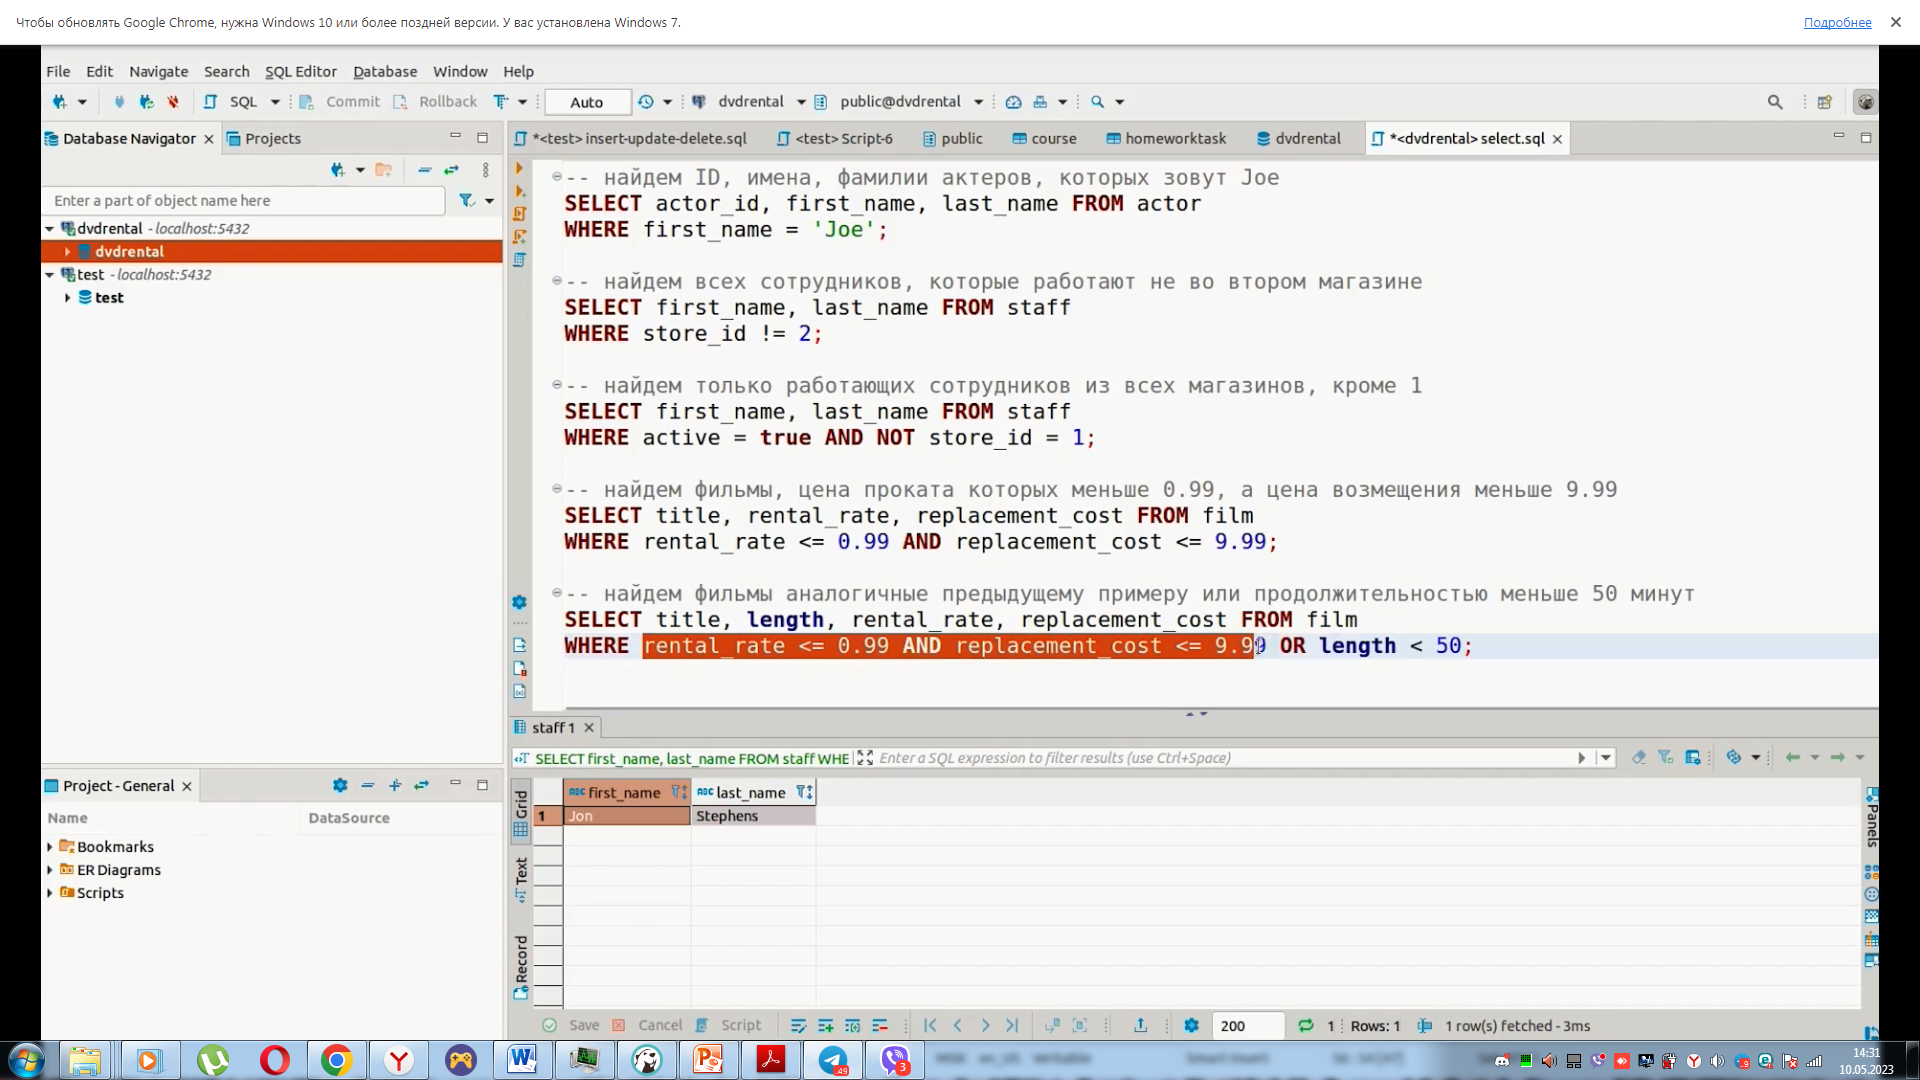 Чтобы обновлять Google Chrome, нужна Windows 10 или более поздней версии. У вас установлена Windows 7.
Подробнее
File Edit Navigate Search SQL Editor Database Window Help
SQL Commit Rollback Auto dvdrental public@dvdrental
Database Navigator Projects
*<test> insert-update-delete.sql <test> Script-6 public course homeworktask dvdrental *<dvdrental> select.sql
Enter a part of object name here
dvdrental - localhost:5432
dvdrental
test - localhost:5432
test
-- найдем ID, имена, фамилии актеров, которых зовут Joe
SELECT actor_id, first_name, last_name FROM actor
WHERE first_name = 'Joe';
-- найдем всех сотрудников, которые работают не во втором магазине
SELECT first_name, last_name FROM staff
WHERE store_id != 2;
-- найдем только работающих сотрудников из всех магазинов, кроме 1
SELECT first_name, last_name FROM staff
WHERE active = true AND NOT store_id = 1;
-- найдем фильмы, цена проката которых меньше 0.99, а цена возмещения меньше 9.99
SELECT title, rental_rate, replacement_cost FROM film
WHERE rental_rate <= 0.99 AND replacement_cost <= 9.99;
-- найдем фильмы аналогичные предыдущему примеру или продолжительностью меньше 50 минут
SELECT title, length, rental_rate, replacement_cost FROM film
WHERE rental_rate <= 0.99 AND replacement_cost <= 9.99 OR length < 50;
staff 1
SELECT first_name, last_name FROM staff WHE
Enter a SQL expression to filter results (use Ctrl+Space)
Project - General
Name DataSource
Bookmarks
ER Diagrams
Scripts
Grid
Text
Record
Panels
first_name last_name
1 Jon Stephens
Save Cancel Script 200 1 Rows: 1 1 row(s) fetched - 3ms
14:31
10.05.2023